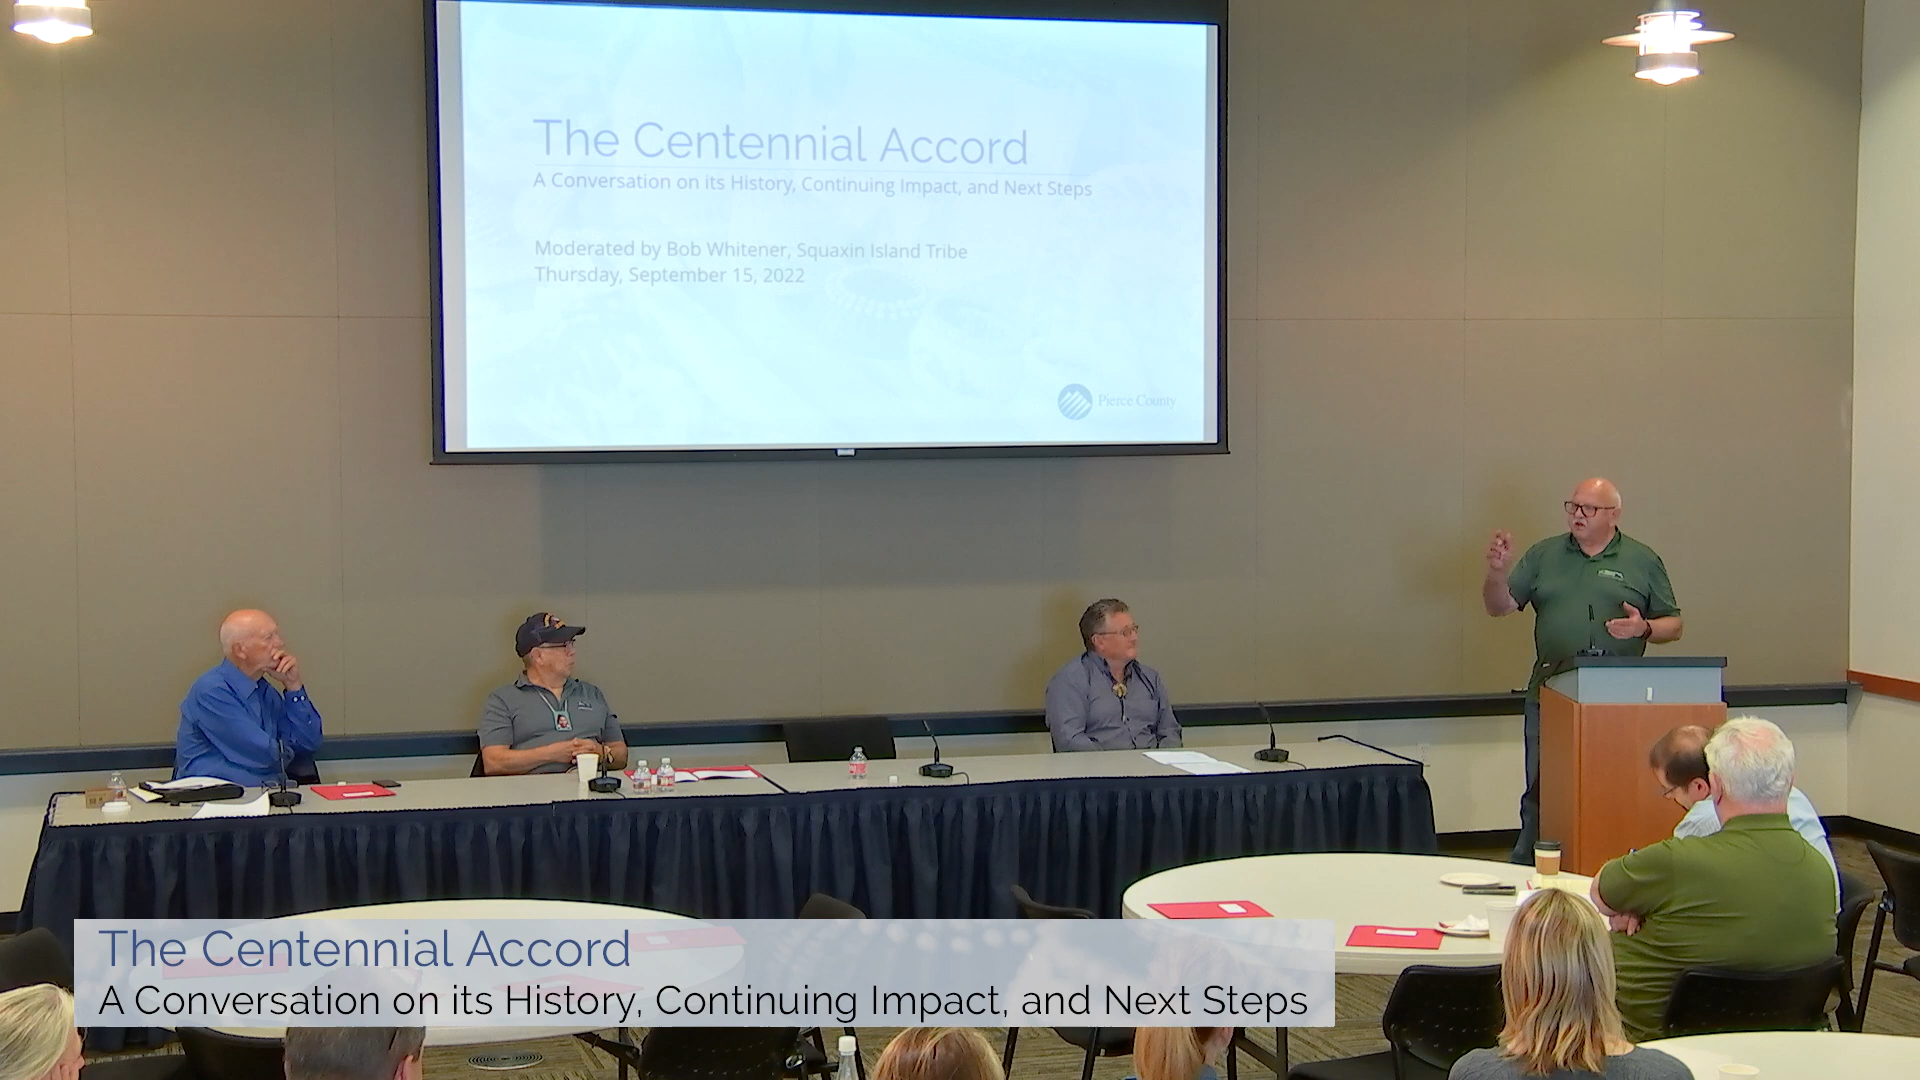 The Centennial Accord
A Conversation on its History, Continuing Impact, and Next Steps
Moderated by Bob Whitener, Squaxin Island Tribe
Thursday, September 15, 2022
Pierce County
The Centennial Accord
A Conversation on its History, Continuing Impact, and Next Steps